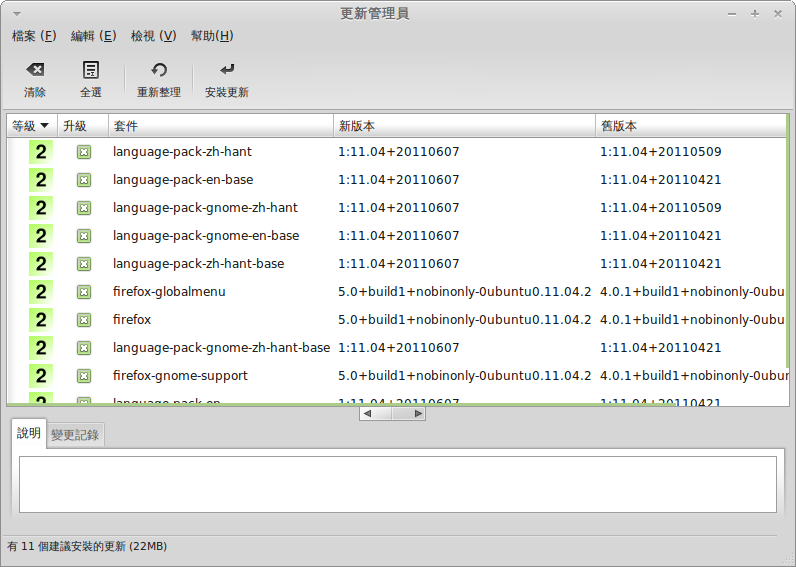 更新管理員
檔案 (F) 編輯 (E) 檢視 (V) 幫助(H)
清除 全選 重新整理 安裝更新
等級 升級 套件 新版本 舊版本
2 language-pack-zh-hant 1:11.04+20110607 1:11.04+20110509
2 language-pack-en-base 1:11.04+20110607 1:11.04+20110421
2 language-pack-gnome-zh-hant 1:11.04+20110607 1:11.04+20110509
2 language-pack-gnome-en-base 1:11.04+20110607 1:11.04+20110421
2 language-pack-zh-hant-base 1:11.04+20110607 1:11.04+20110421
2 firefox-globalmenu 5.0+build1+nobinonly-0ubuntu0.11.04.2 4.0.1+build1+nobinonly-0ubu
2 firefox 5.0+build1+nobinonly-0ubuntu0.11.04.2 4.0.1+build1+nobinonly-0ubu
2 language-pack-gnome-zh-hant-base 1:11.04+20110607 1:11.04+20110421
2 firefox-gnome-support 5.0+build1+nobinonly-0ubuntu0.11.04.2 4.0.1+build1+nobinonly-0ubur
2 language-pack-en 1:11.04+20110607 1:11.04+20110421
說明 變更記錄
有 11 個建議安裝的更新 (22MB)